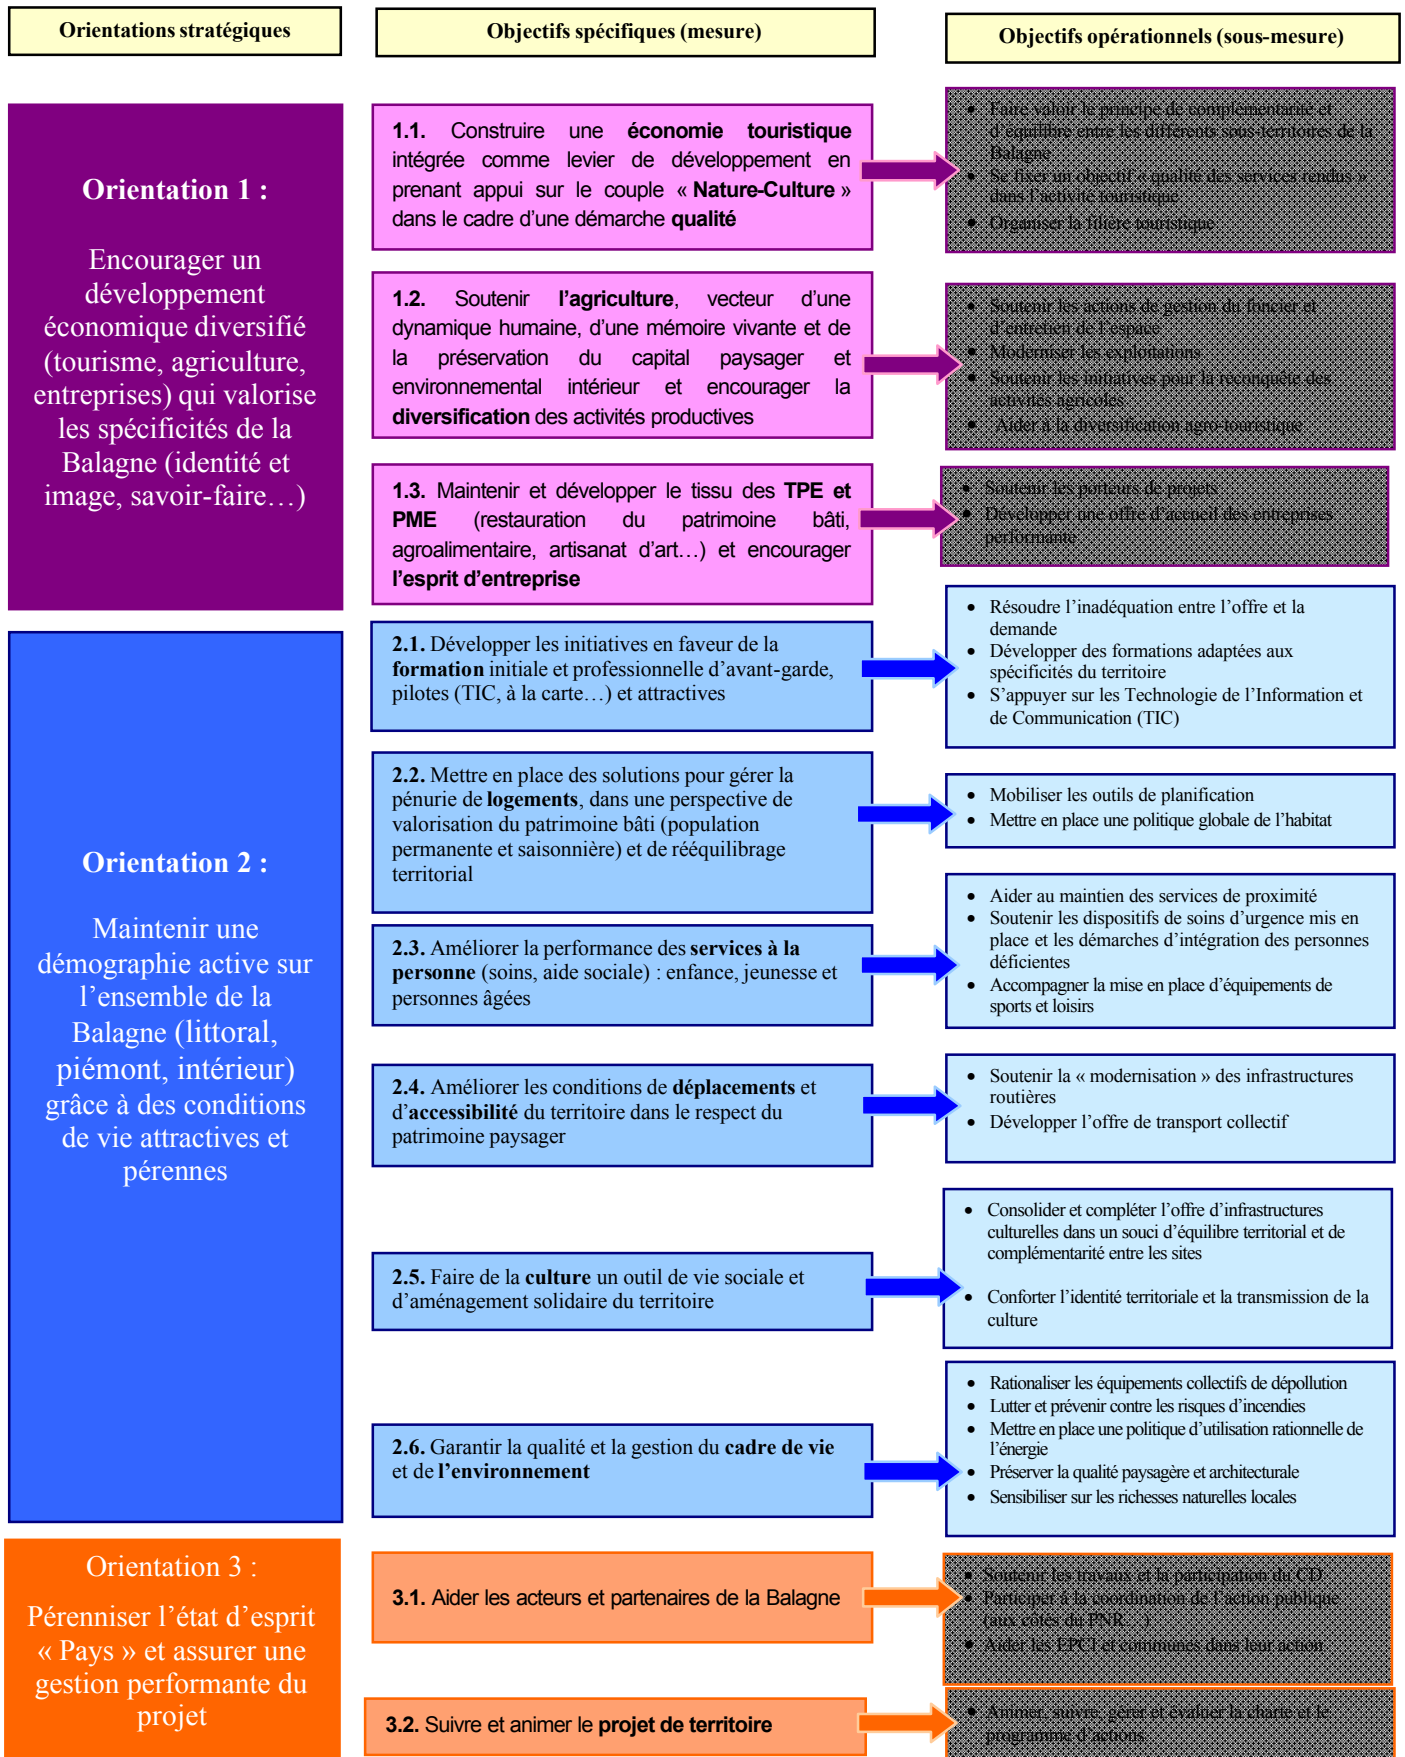 Orientations stratégiques
Objectifs spécifiques (mesure)
Objectifs opérationnels (sous-mesure)
Orientation 1 :
Encourager un
développement
économique diversifié
(tourisme, agriculture,
entreprises) qui valorise
les spécificités de la
Balagne (identité et
image, savoir-faire…)
1.1. Construire une économie touristique
intégrée comme levier de développement en
prenant appui sur le couple « Nature-Culture »
dans le cadre d’une démarche qualité
• Faire valoir le principe de complémentarité et
d’équilibre entre les différents sous-territoires de la
Balagne
• Se fixer un objectif « qualité des services rendus »
dans l’activité touristique
• Organiser la filière touristique
1.2. Soutenir l’agriculture, vecteur d’une
dynamique humaine, d’une mémoire vivante et de
la préservation du capital paysager et
environnemental intérieur et encourager la
diversification des activités productives
• Soutenir les actions de gestion du foncier et
d’entretien de l’espace
• Moderniser les exploitations
• Soutenir les initiatives pour la reconquête des
activités agricoles
• Aider à la diversification agro-touristique
1.3. Maintenir et développer le tissu des TPE et
PME (restauration du patrimoine bâti,
agroalimentaire, artisanat d’art…) et encourager
l’esprit d’entreprise
• Soutenir les porteurs de projets
• Développer une offre d’accueil des entreprises
performante
Orientation 2 :
Maintenir une
démographie active sur
l’ensemble de la
Balagne (littoral,
piémont, intérieur)
grâce à des conditions
de vie attractives et
pérennes
2.1. Développer les initiatives en faveur de la
formation initiale et professionnelle d’avant-garde,
pilotes (TIC, à la carte…) et attractives
• Résoudre l’inadéquation entre l’offre et la
demande
• Développer des formations adaptées aux
spécificités du territoire
• S’appuyer sur les Technologie de l’Information et
de Communication (TIC)
2.2. Mettre en place des solutions pour gérer la
pénurie de logements, dans une perspective de
valorisation du patrimoine bâti (population
permanente et saisonnière) et de rééquilibrage
territorial
• Mobiliser les outils de planification
• Mettre en place une politique globale de l’habitat
2.3. Améliorer la performance des services à la
personne (soins, aide sociale) : enfance, jeunesse et
personnes âgées
• Aider au maintien des services de proximité
• Soutenir les dispositifs de soins d’urgence mis en
place et les démarches d’intégration des personnes
déficientes
• Accompagner la mise en place d’équipements de
sports et loisirs
2.4. Améliorer les conditions de déplacements et
d’accessibilité du territoire dans le respect du
patrimoine paysager
• Soutenir la « modernisation » des infrastructures
routières
• Développer l’offre de transport collectif
2.5. Faire de la culture un outil de vie sociale et
d’aménagement solidaire du territoire
• Consolider et compléter l’offre d’infrastructures
culturelles dans un souci d’équilibre territorial et de
complémentarité entre les sites
• Conforter l’identité territoriale et la transmission de la
culture
2.6. Garantir la qualité et la gestion du cadre de vie
et de l’environnement
• Rationaliser les équipements collectifs de dépollution
• Lutter et prévenir contre les risques d’incendies
• Mettre en place une politique d’utilisation rationnelle de
l’énergie
• Préserver la qualité paysagère et architecturale
• Sensibiliser sur les richesses naturelles locales
Orientation 3 :
Pérenniser l’état d’esprit
« Pays » et assurer une
gestion performante du
projet
3.1. Aider les acteurs et partenaires de la Balagne
• Soutenir les travaux et la participation du CD
• Participer à la coordination de l’action publique
(aux côtés du PNR…)
• Aider les EPCI et communes dans leur action
3.2. Suivre et animer le projet de territoire
• Animer, suivre, gérer et évaluer la charte et le
programme d’actions